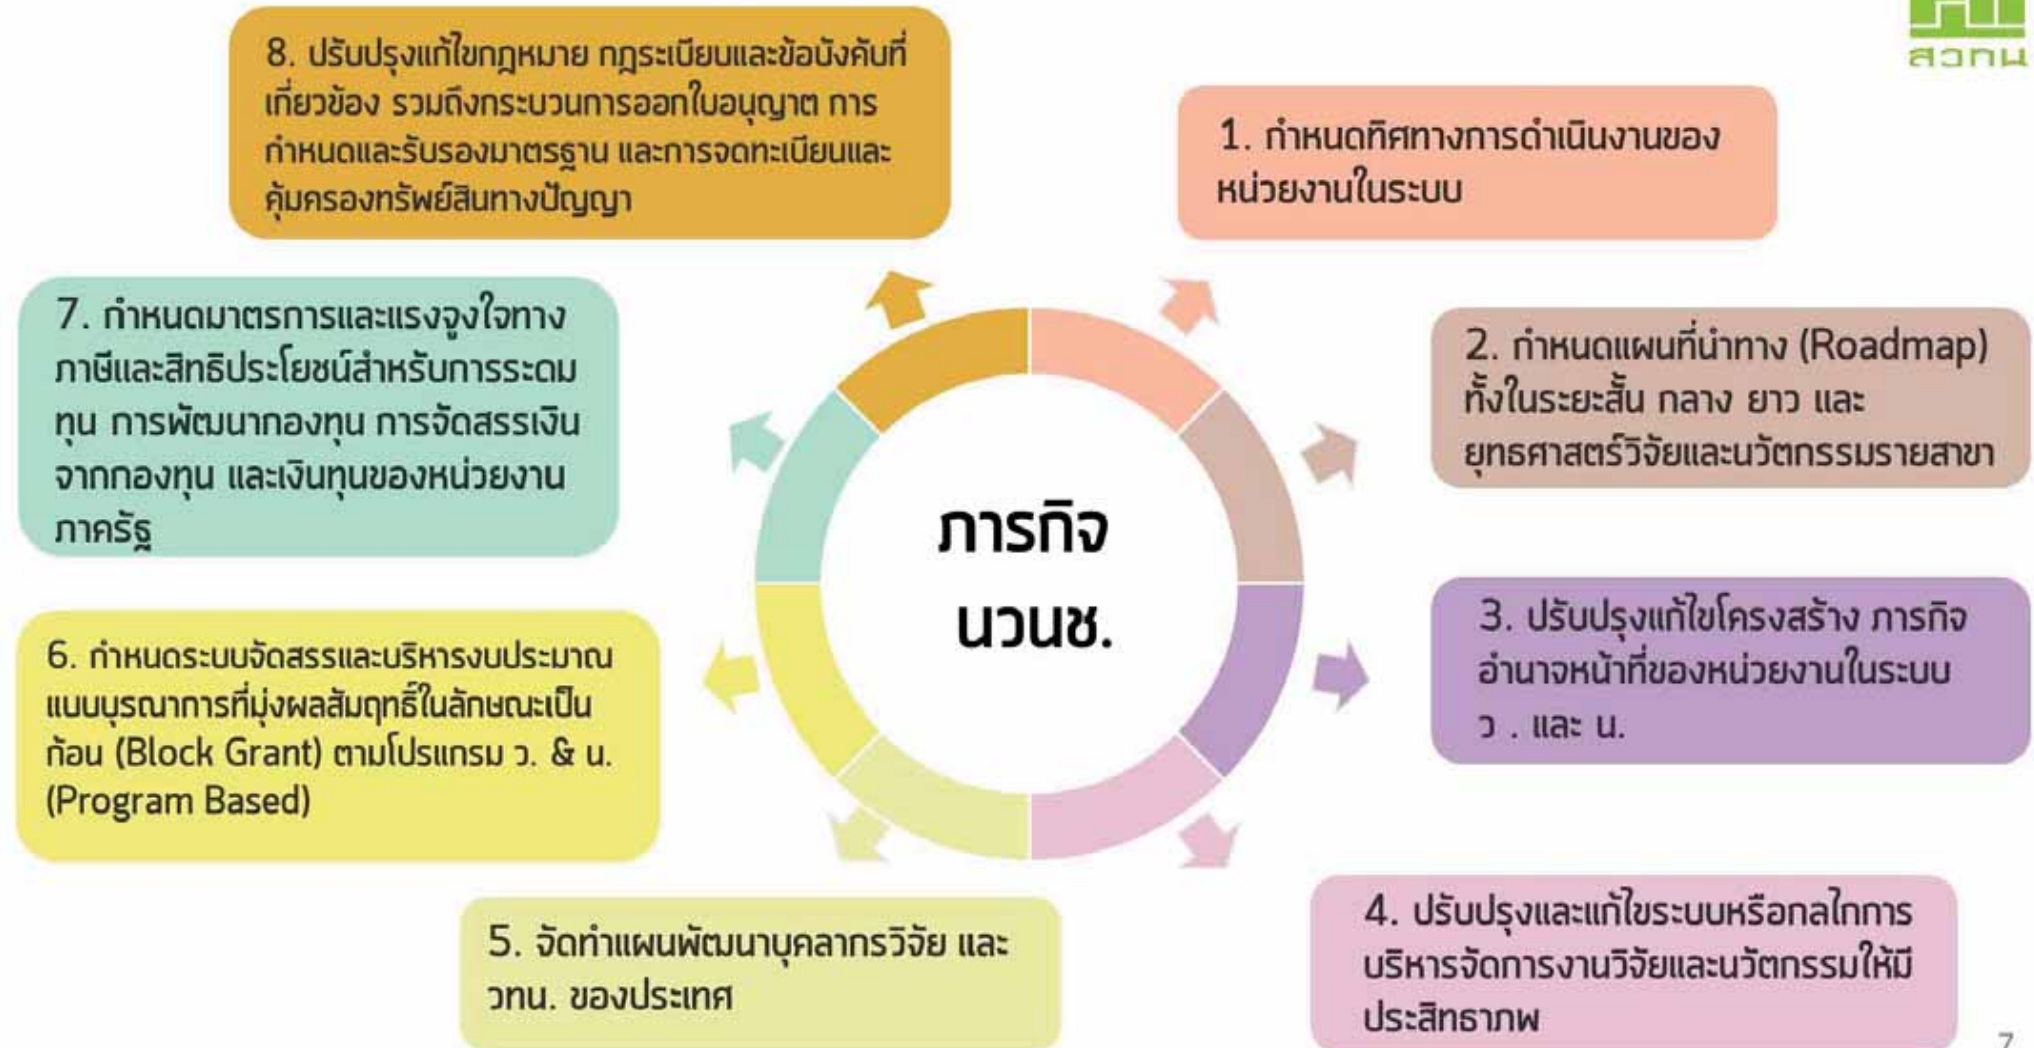 สวทน
8. ปรับปรุงแก้ไขกฎหมาย กฎระเบียบและข้อบังคับที่
เกี่ยวข้อง รวมถึงกระบวนการออกใบอนุญาต การ
กำหนดและรับรองมาตรฐาน และการจดทะเบียนและ
คุ้มครองทรัพย์สินทางปัญญา
1. กำหนดทิศทางการดำเนินงานของ
หน่วยงานในระบบ
7. กำหนดมาตรการและแรงจูงใจทาง
ภาษีและสิทธิประโยชน์สำหรับการระดม
ทุน การพัฒนากองทุน การจัดสรรเงิน
จากกองทุน และเงินทุนของหน่วยงาน
ภาครัฐ
2. กำหนดแผนที่นำทาง (Roadmap)
ทั้งในระยะสั้น กลาง ยาว และ
ยุทธศาสตร์วิจัยและนวัตกรรมรายสาขา
ภารกิจ
นวนช.
6. กำหนดระบบจัดสรรและบริหารงบประมาณ
แบบบูรณาการที่มุ่งผลสัมฤทธิ์ในลักษณะเป็น
ก้อน (Block Grant) ตามโปรแกรม ว. & น.
(Program Based)
3. ปรับปรุงแก้ไขโครงสร้าง ภารกิจ
อำนาจหน้าที่ของหน่วยงานในระบบ
ว . และ น.
5. จัดทำแผนพัฒนาบุคลากรวิจัย และ
วทน. ของประเทศ
4. ปรับปรุงและแก้ไขระบบหรือกลไกการ
บริหารจัดการงานวิจัยและนวัตกรรมให้มี
ประสิทธาภพ
7